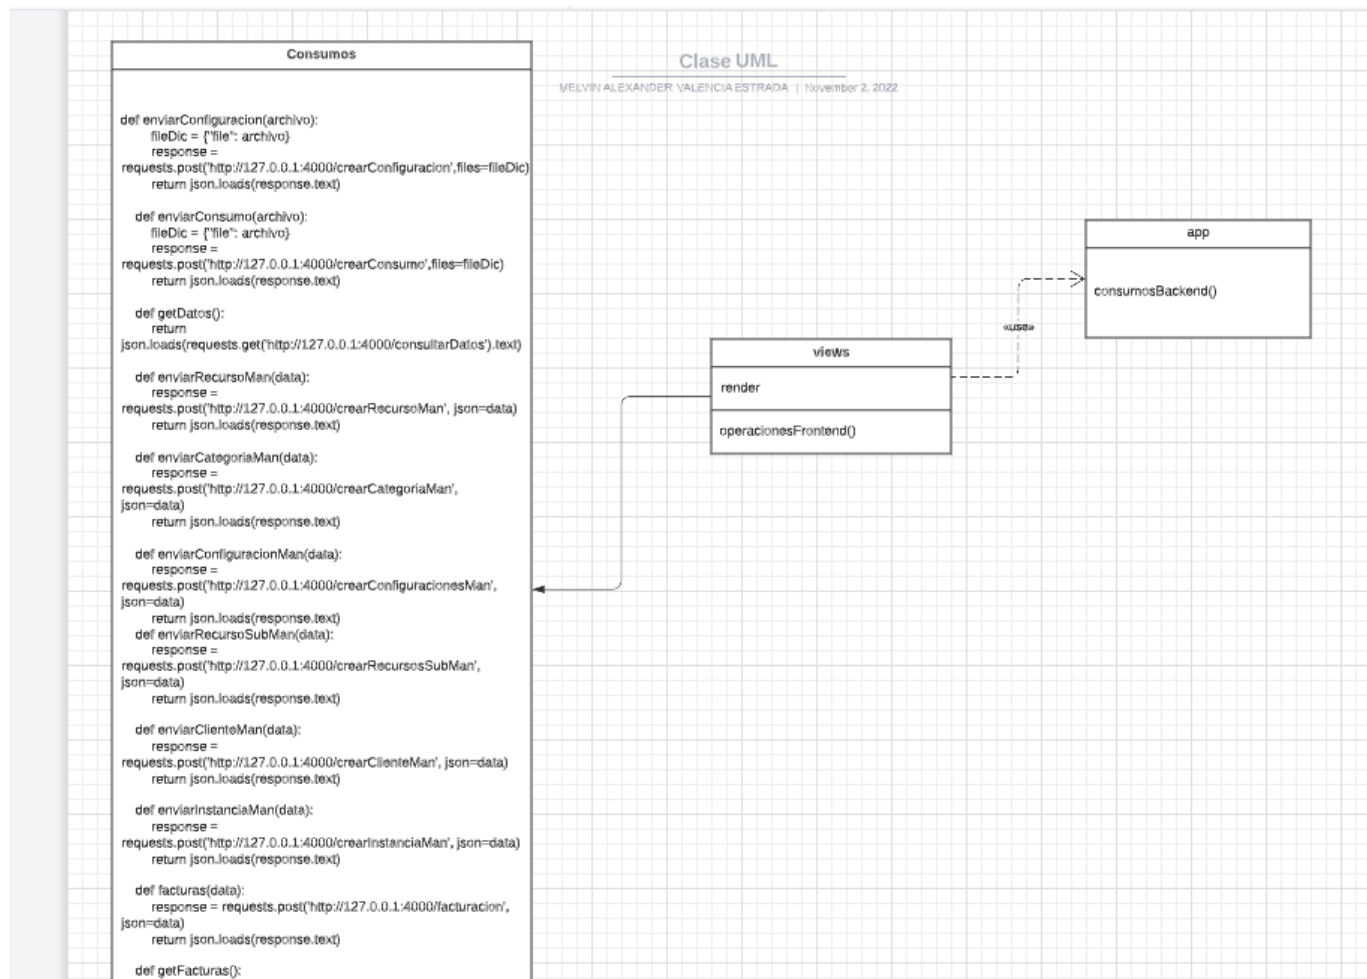 Consumos
def enviarConfiguracion(archivo):
fileDic = {"file": archivo}
response =
requests.post('http://127.0.0.1:4000/crearConfiguracion',files=fileDic)
return json.loads(response.text)
def enviarConsumo(archivo):
fileDic = {"file": archivo}
response =
requests.post('http://127.0.0.1:4000/crearConsumo',files=fileDic)
return json.loads(response.text)
def getDatos():
return
json.loads(requests.get('http://127.0.0.1:4000/consultarDatos').text)
def enviarRecursoMan(data):
response =
requests.post('http://127.0.0.1:4000/crearRecursoMan', json=data)
return json.loads(response.text)
def enviarCategoriaMan(data):
response =
requests.post('http://127.0.0.1:4000/crearCategoriaMan',
json=data)
return json.loads(response.text)
def enviarConfiguracionMan(data):
response =
requests.post('http://127.0.0.1:4000/crearConfiguracionesMan',
json=data)
return json.loads(response.text)
def enviarRecursoSubMan(data):
response =
requests.post('http://127.0.0.1:4000/crearRecursosSubMan',
json=data)
return json.loads(response.text)
def enviarClienteMan(data):
response =
requests.post('http://127.0.0.1:4000/crearClienteMan', json=data)
return json.loads(response.text)
def enviarInstanciaMan(data):
response =
requests.post('http://127.0.0.1:4000/crearInstanciaMan', json=data)
return json.loads(response.text)
def facturas(data):
response = requests.post('http://127.0.0.1:4000/facturacion',
json=data)
return json.loads(response.text)
def getFacturas():
Clase UML
MELVIN ALEXANDER VALENCIA ESTRADA | November 2, 2022
views
render
operacionesFrontend()
«use»
app
consumosBackend()